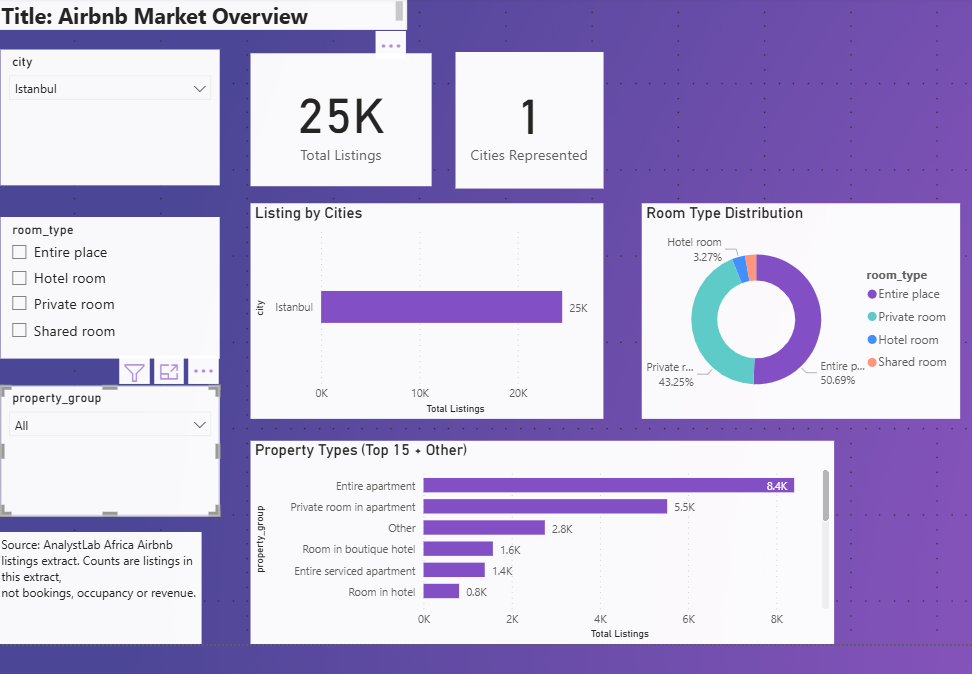 Title: Airbnb Market Overview
city
Istanbul
25K
Total Listings
1
Cities Represented
room_type
Entire place
Hotel room
Private room
Shared room
property_group
All
Source: AnalystLab Africa Airbnb
listings extract. Counts are listings in
this extract,
not bookings, occupancy or revenue.
Listing by Cities
city
Istanbul
25K
0K 10K 20K
Total Listings
Room Type Distribution
Hotel room
3.27%
Private r...
43.25%
Entire p...
50.69%
room_type
Entire place
Private room
Hotel room
Shared room
Property Types (Top 15 + Other)
property_group
Entire apartment 8.4K
Private room in apartment 5.5K
Other 2.8K
Room in boutique hotel 1.6K
Entire serviced apartment 1.4K
Room in hotel 0.8K
0K 2K 4K 6K 8K
Total Listings